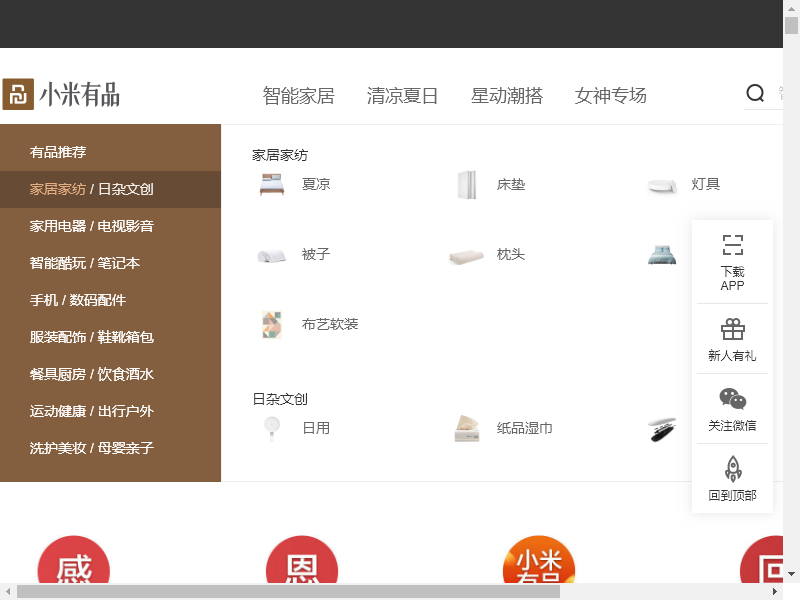 小米有品
智能家居
清凉夏日
星动潮搭
女神专场
有品推荐
家居家纺 / 日杂文创
家用电器 / 电视影音
智能酷玩 / 笔记本
手机 / 数码配件
服装配饰 / 鞋靴箱包
餐具厨房 / 饮食酒水
运动健康 / 出行户外
洗护美妆 / 母婴亲子
家居家纺
夏凉
床垫
灯具
被子
枕头
布艺软装
日杂文创
日用
纸品湿巾
下载
APP
新人有礼
关注微信
回到顶部
感
恩
小米
有品
回